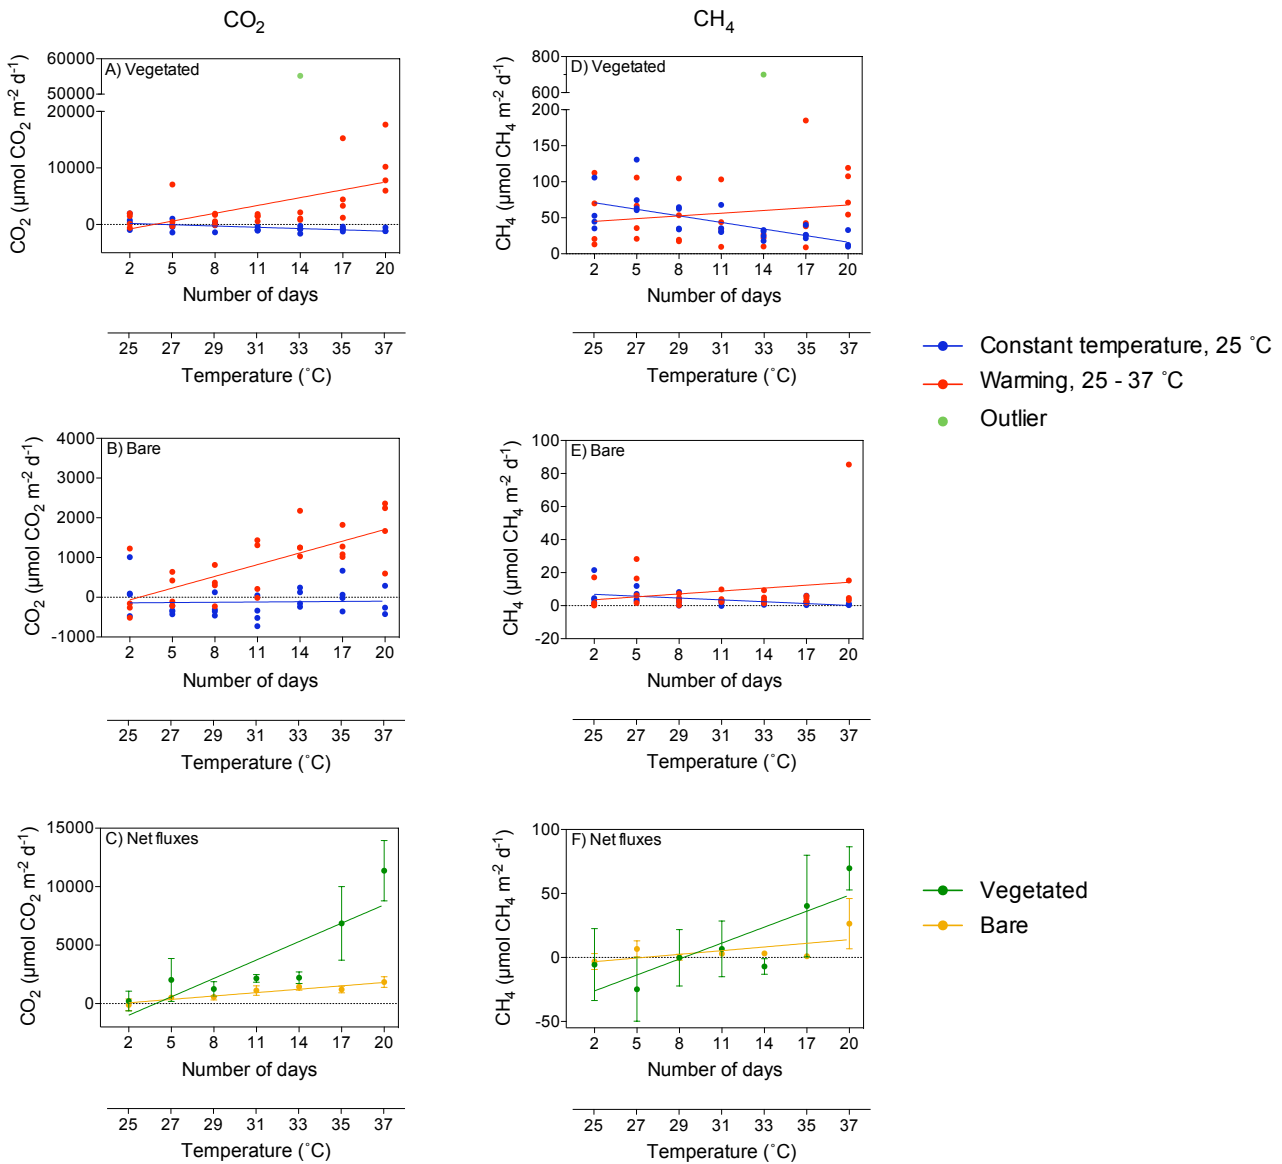 CO2
CH4
A) Vegetated
60000
50000
20000
10000
0
CO2 (µmol CO2 m-2 d-1)
2 5 8 11 14 17 20
Number of days
25 27 29 31 33 35 37
Temperature (˚C)
D) Vegetated
800
600
200
150
100
50
0
CH4 (µmol CH4 m-2 d-1)
2 5 8 11 14 17 20
Number of days
25 27 29 31 33 35 37
Temperature (˚C)
Constant temperature, 25 ˚C
Warming, 25 - 37 ˚C
Outlier
B) Bare
4000
3000
2000
1000
0
-1000
CO2 (µmol CO2 m-2 d-1)
2 5 8 11 14 17 20
Number of days
25 27 29 31 33 35 37
Temperature (˚C)
E) Bare
100
80
60
40
20
0
-20
CH4 (µmol CH4 m-2 d-1)
2 5 8 11 14 17 20
Number of days
25 27 29 31 33 35 37
Temperature (˚C)
C) Net fluxes
15000
10000
5000
0
CO2 (µmol CO2 m-2 d-1)
2 5 8 11 14 17 20
Number of days
25 27 29 31 33 35 37
Temperature (˚C)
F) Net fluxes
100
50
0
-50
CH4 (µmol CH4 m-2 d-1)
2 5 8 11 14 17 20
Number of days
25 27 29 31 33 35 37
Temperature (˚C)
Vegetated
Bare